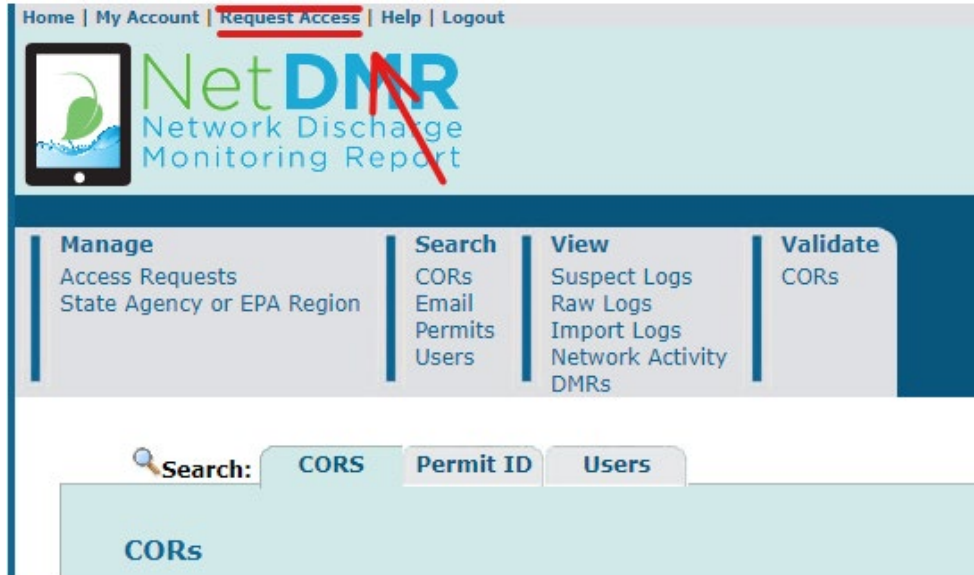 Home | My Account | Request Access | Help | Logout
NetDMR
Network Discharge
Monitoring Report
Manage
Access Requests
State Agency or EPA Region
Search
CORs
Email
Permits
Users
View
Suspect Logs
Raw Logs
Import Logs
Network Activity
DMRs
Validate
CORs
Search: CORS Permit ID Users
CORs